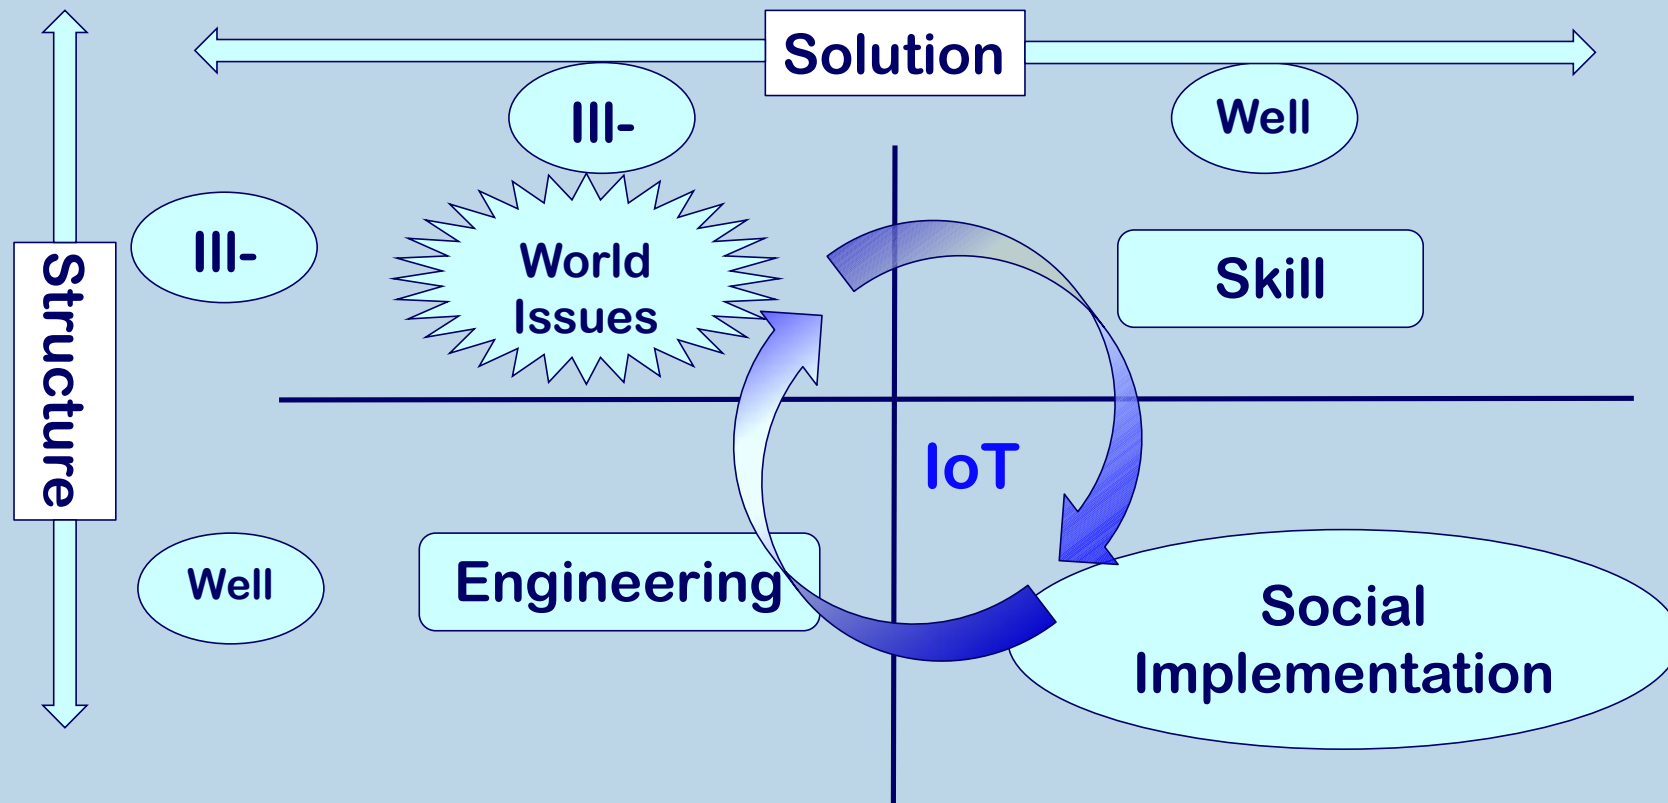 Solution
Ill-
Well
Structure
Ill-
World
Issues
Skill
IoT
Well
Engineering
Social
Implementation